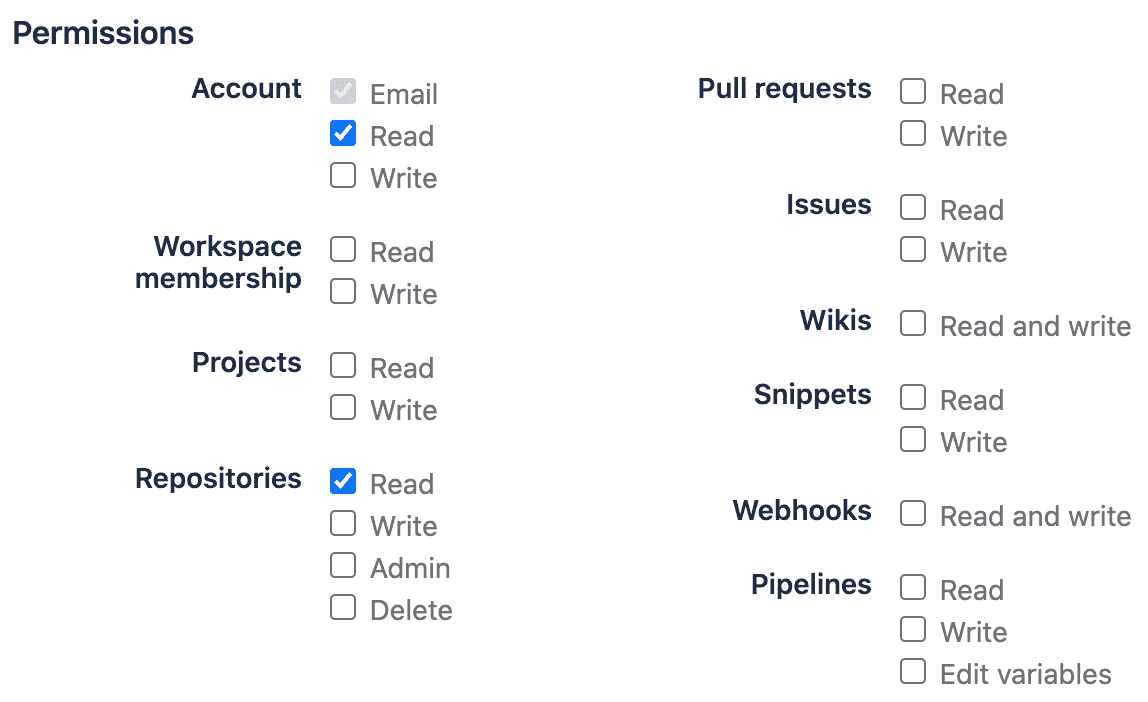 Permissions
Account
Email
Read
Write
Workspace
membership
Read
Write
Projects
Read
Write
Repositories
Read
Write
Admin
Delete
Pull requests
Read
Write
Issues
Read
Write
Wikis
Read and write
Snippets
Read
Write
Webhooks
Read and write
Pipelines
Read
Write
Edit variables